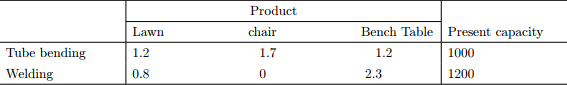 Product
Lawn chair Bench Table Present capacity
Tube bending 1.2 1.7 1.2 1000
Welding 0.8 0 2.3 1200